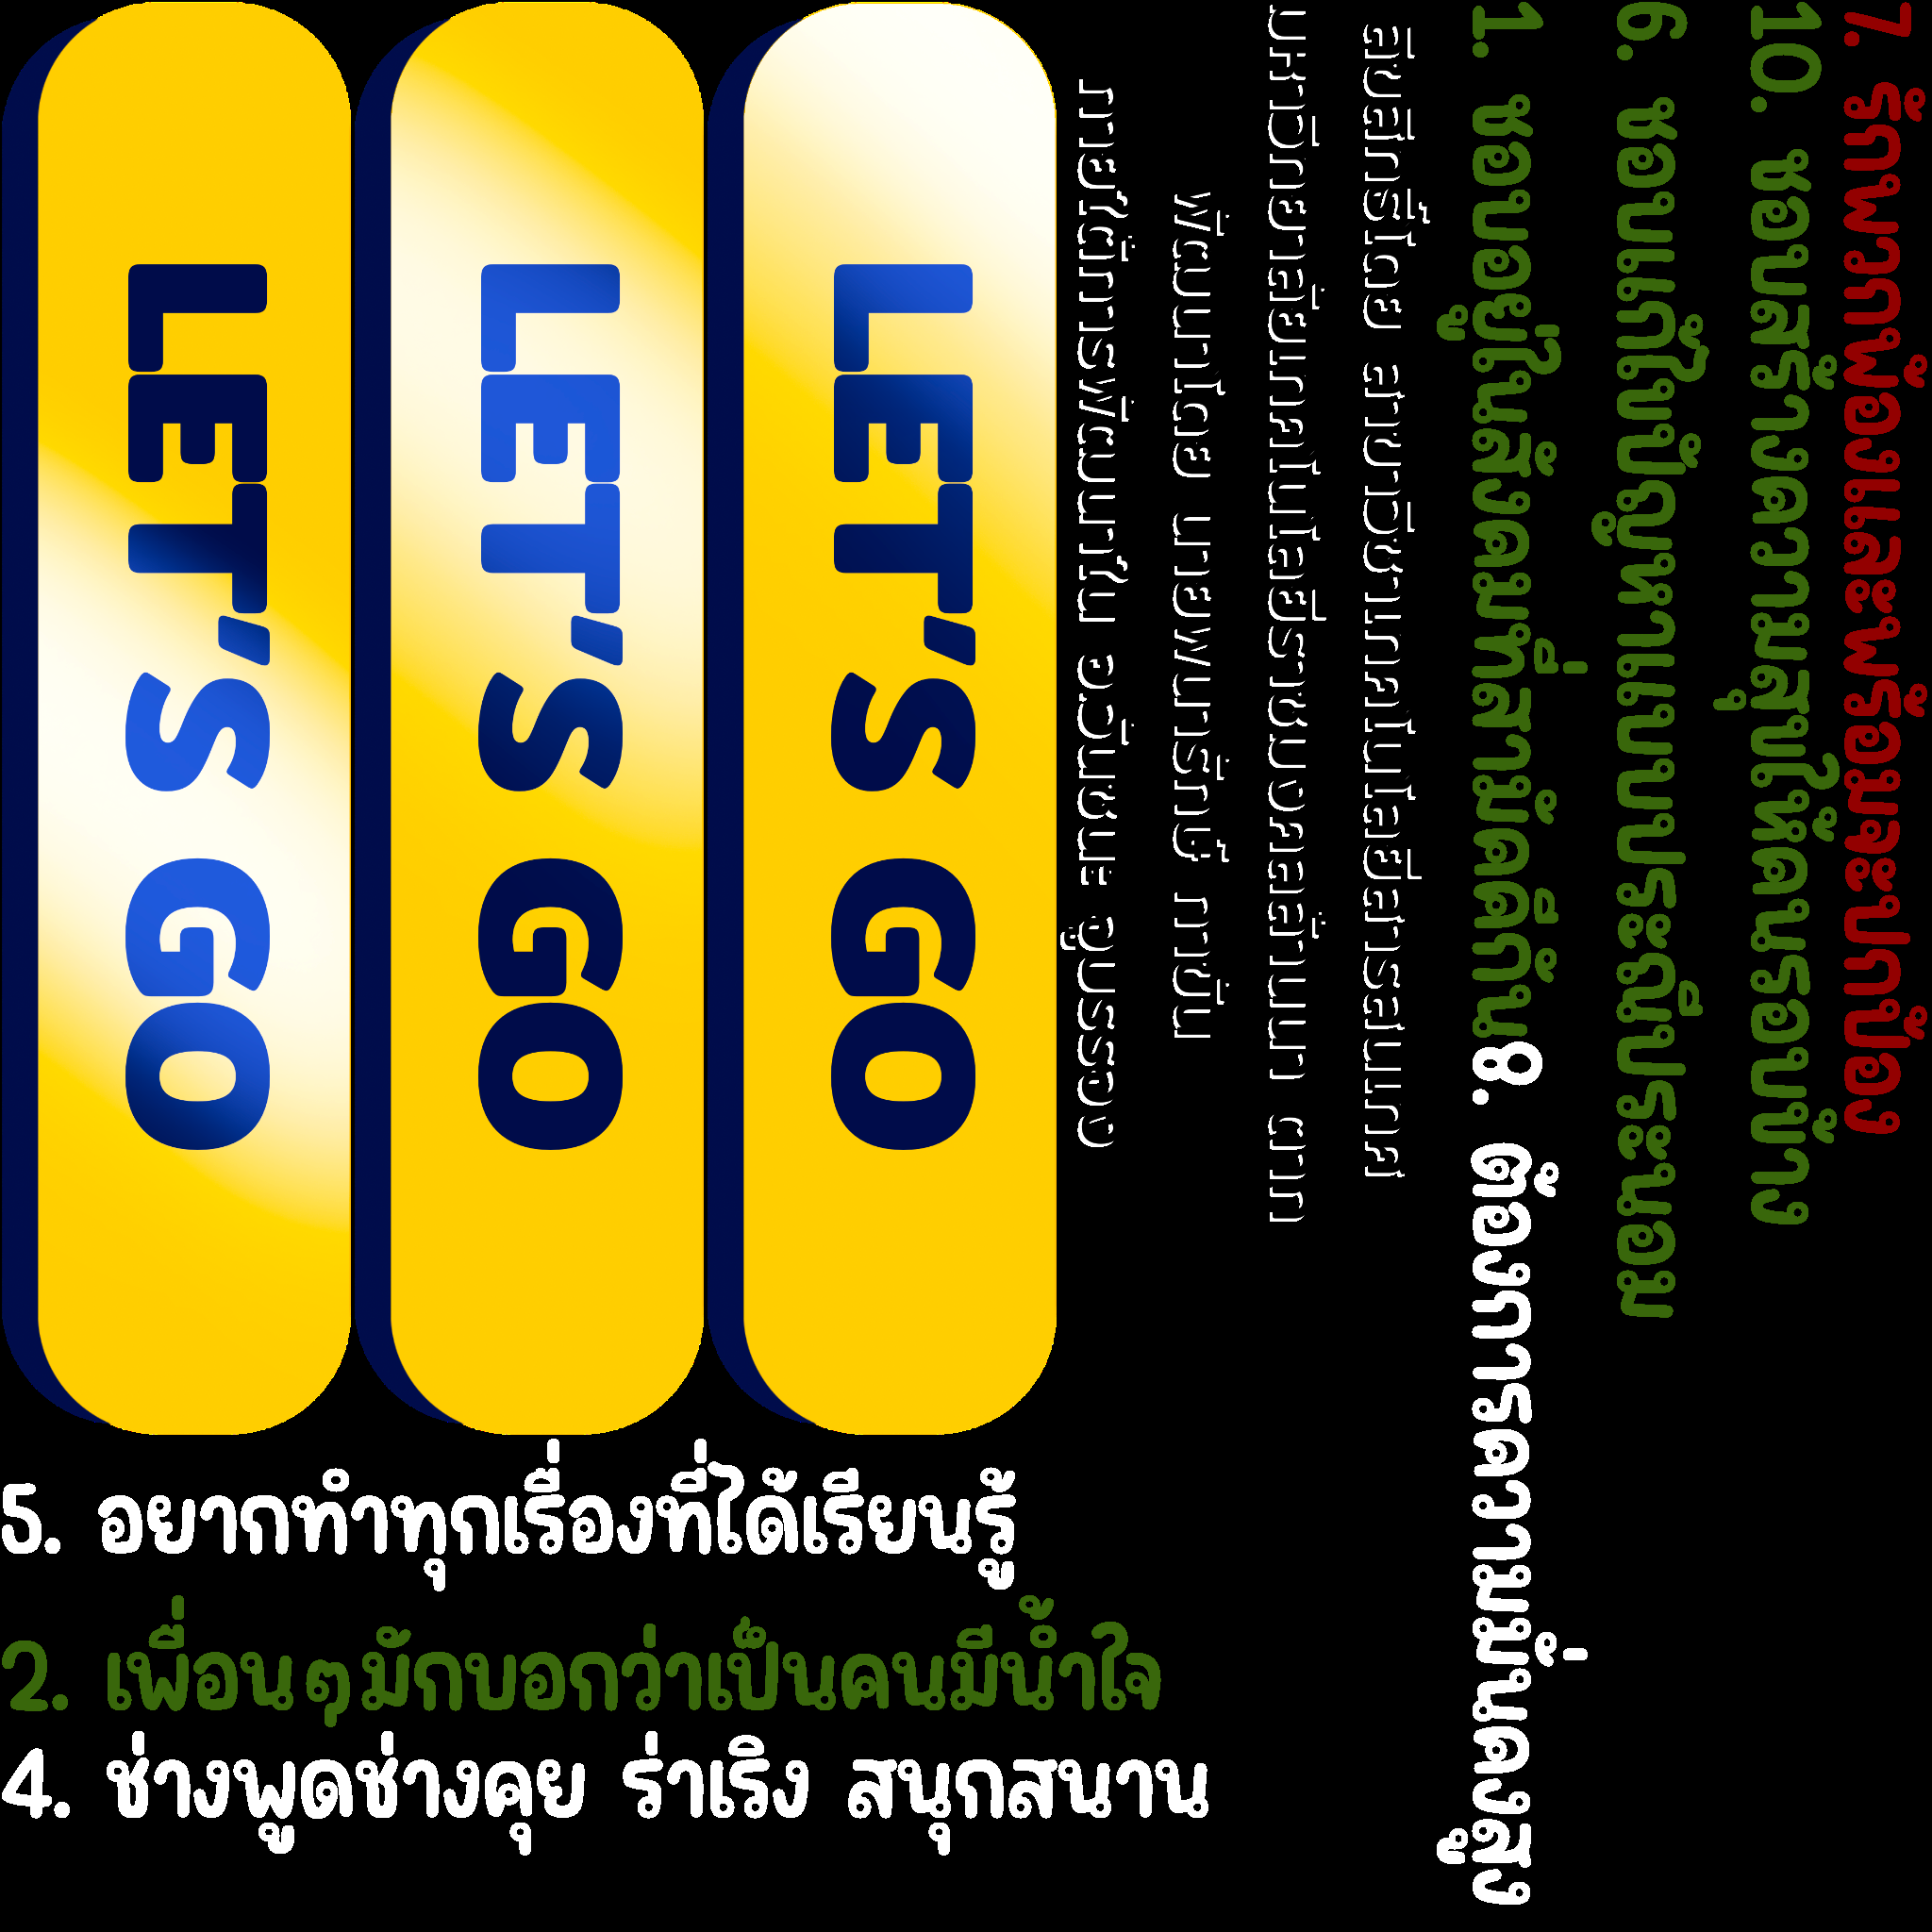 LET'S GO
LET'S GO
LET'S GO
ภายใต้การพัฒนากับ อ.วันชนะ จูบรรจง
พัฒนาโดย นายพนารักษ์ กาขัน
มหาวิทยาลัยเทคโนโลยีราชมงคลล้านนา ตาก
ลิขสิทธิ์โดย สาขาวิชาเทคโนโลยีสารสนเทศ
1. ชอบอยู่ในสังคมที่สามัคคีกัน
8. ต้องการความมั่นคงสูง
6. ชอบแก้ไขปัญหาแบบประณีประนอม
10. ชอบสร้างความสุขให้คนรอบข้าง
7. รักพวกพ้องและพร้อมจะปกป้อง
5. อยากทำทุกเรื่องที่ได้เรียนรู้
2. เพื่อนๆมักบอกว่าเป็นคนมีน้ำใจ
4. ช่างพูดช่างคุย ร่าเริง สนุกสนาน